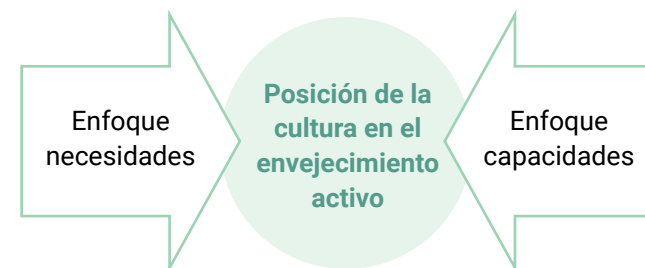 Enfoque
necesidades
Posición de la
cultura en el
envejecimiento
activo
Enfoque
capacidades